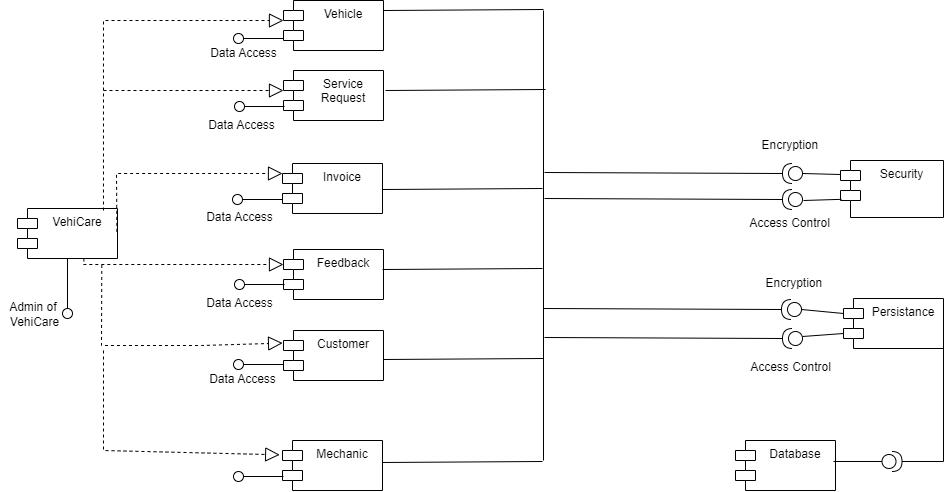 Vehicle
Data Access
Service
Request
Data Access
Encryption
Invoice
Security
Data Access
Access Control
VehiCare
Feedback
Data Access
Encryption
Admin of
VehiCare
Persistance
Customer
Data Access
Access Control
Mechanic
Database